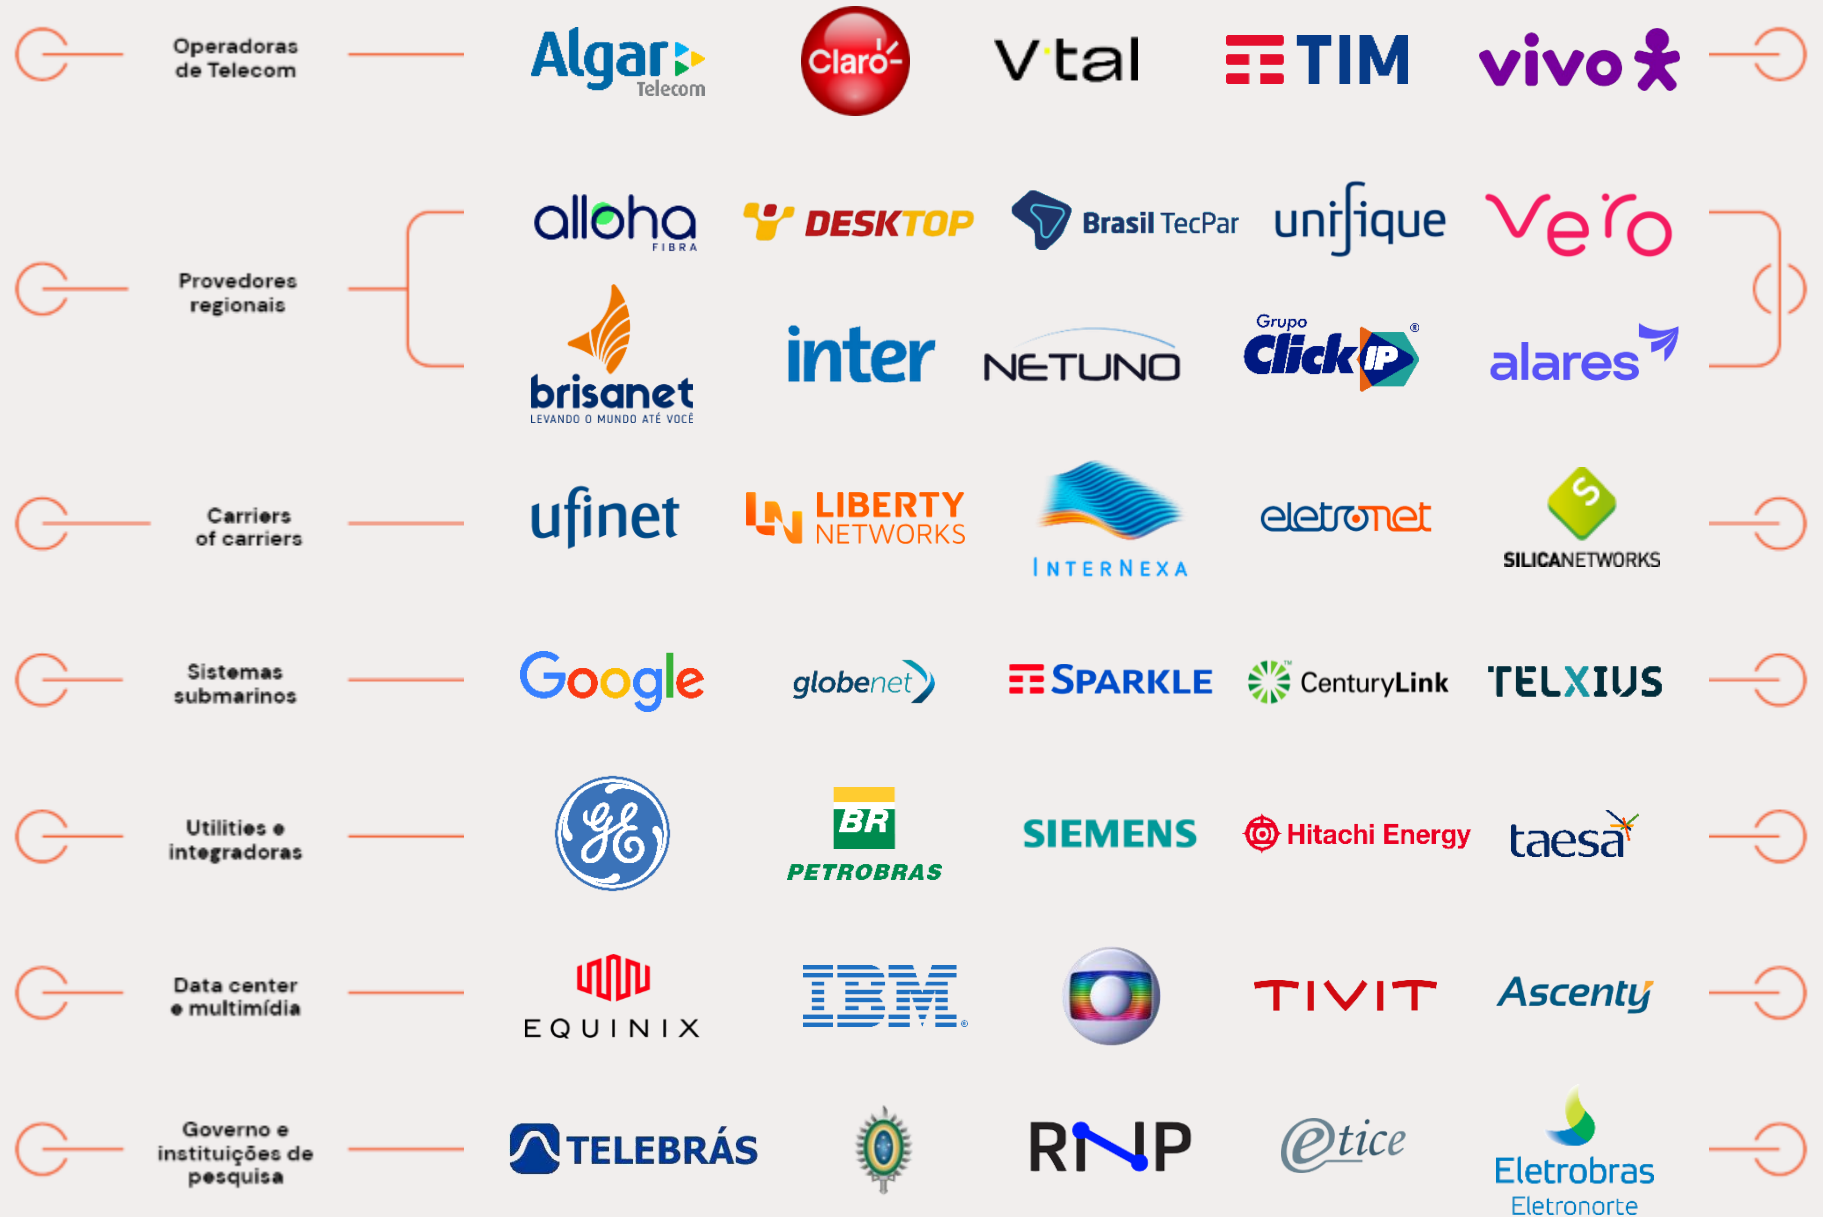 Operadoras
de Telecom
Algar
Telecom
Claro
V·tal
TIM
vivo
Provedores
regionais
alloha
FIBRA
DESKTOP
Brasil TecPar
unifique
vero
brisanet
LEVANDO O MUNDO ATÉ VOCÊ
inter
NETUNO
Grupo
Click IP ®
alares
Carriers
of carriers
ufinet
LN LIBERTY
NETWORKS
INTERNEXA
eletronet
S
SILICANETWORKS
Sistemas
submarinos
Google
globenet
SPARKLE
CenturyLink ™
TELXIUS
Utilities e
integradoras
GE
BR
PETROBRAS
SIEMENS
Hitachi Energy
taesa
Data center
e multimídia
EQUINIX
IBM ®
TIVIT
Ascenty
Governo e
instituições de
pesquisa
TELEBRÁS
RNP
etice
Eletrobras
Eletronorte